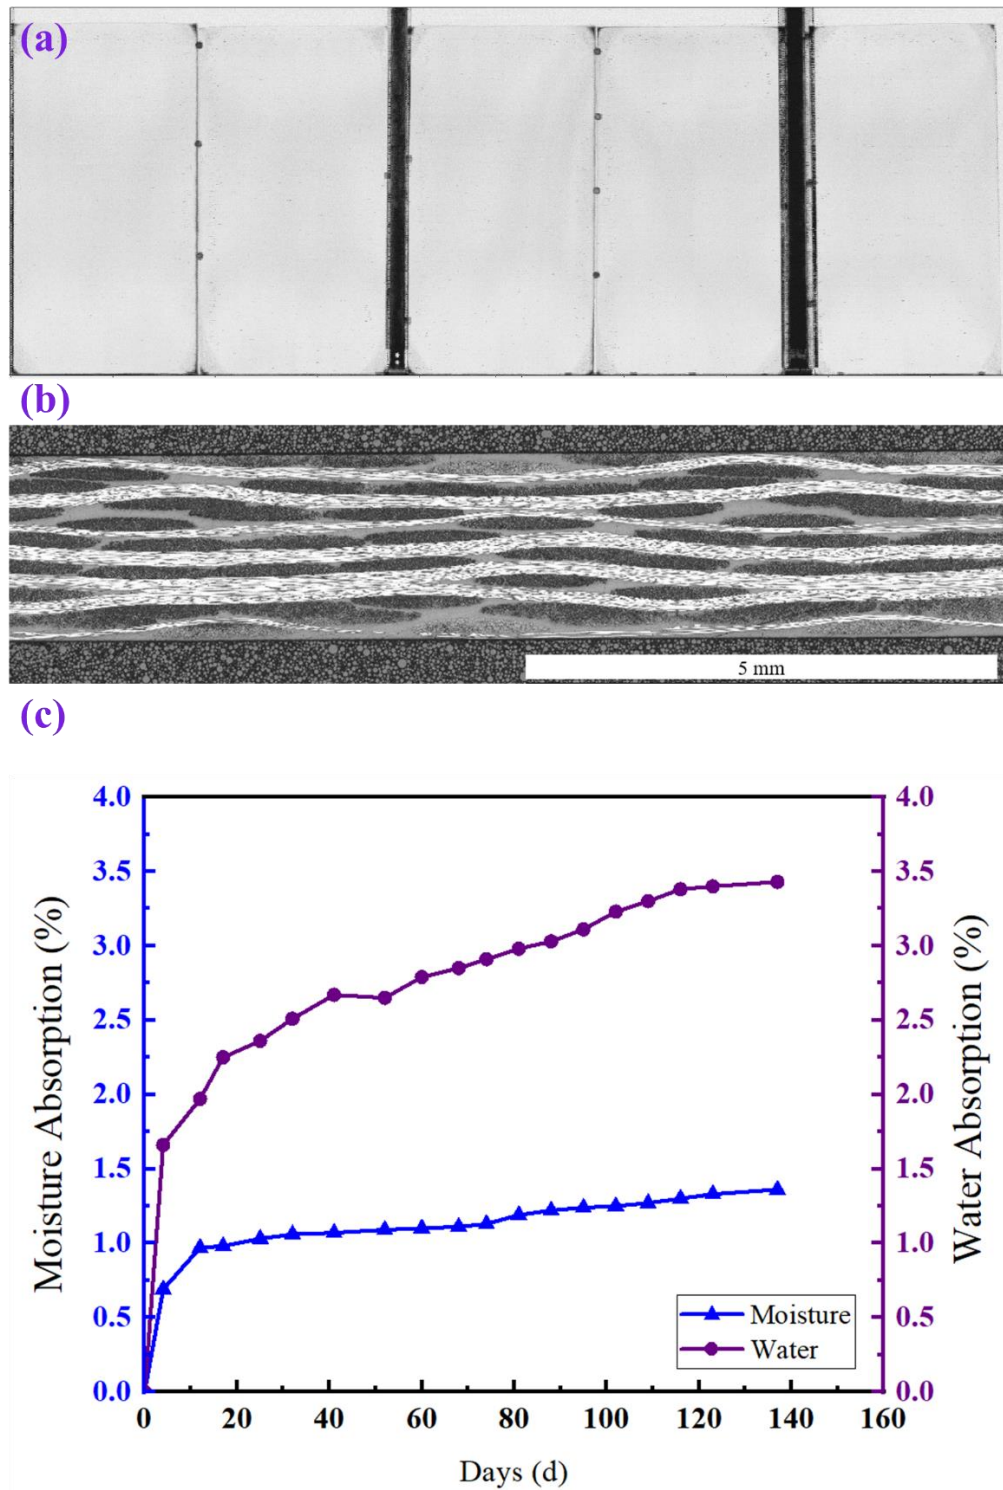 (a)
(b)
5 mm
(c)
4.0 4.0
3.5 3.5
3.0 3.0
2.5 2.5
2.0 2.0
1.5 1.5
1.0 1.0
0.5 0.5
0.0 0.0
Moisture Absorption (%)
Water Absorption (%)
Moisture
Water
0 20 40 60 80 100 120 140 160
Days (d)